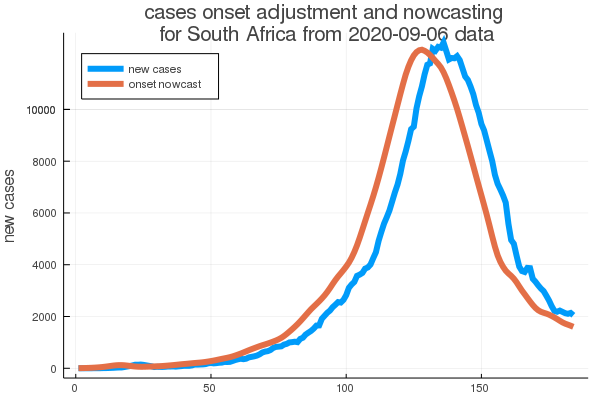 cases onset adjustment and nowcasting
for South Africa from 2020-09-06 data
new cases
onset nowcast
new cases
10000
8000
6000
4000
2000
0
0 50 100 150